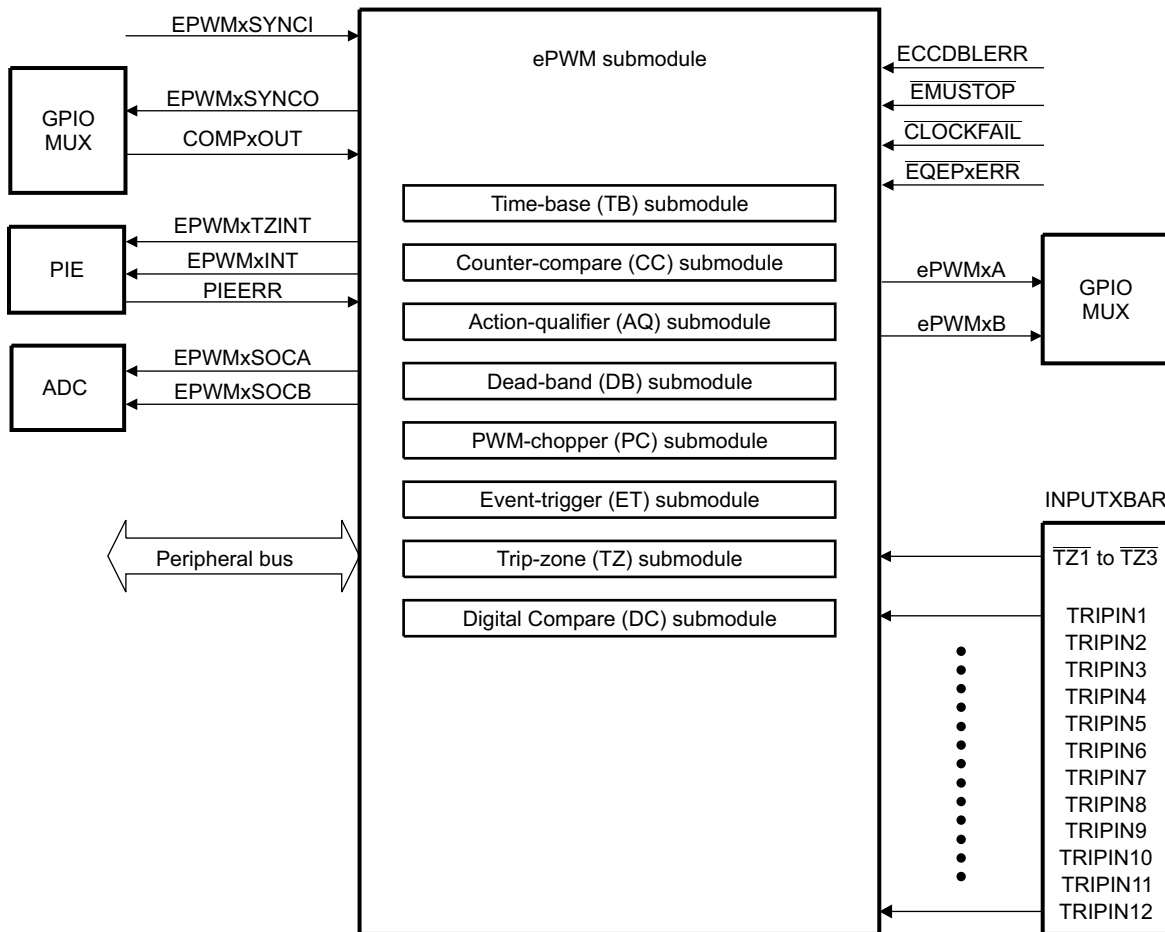 EPWMxSYNCI
GPIO
MUX
EPWMxSYNCO
COMPxOUT
PIE
EPWMxTZINT
EPWMxINT
PIEERR
ADC
EPWMxSOCA
EPWMxSOCB
Peripheral bus
ePWM submodule
Time-base (TB) submodule
Counter-compare (CC) submodule
Action-qualifier (AQ) submodule
Dead-band (DB) submodule
PWM-chopper (PC) submodule
Event-trigger (ET) submodule
Trip-zone (TZ) submodule
Digital Compare (DC) submodule
ECCDBLERR
EMUSTOP
CLOCKFAIL
EQEPxERR
ePWMxA
ePWMxB
GPIO
MUX
INPUTXBAR
TZ1 to TZ3
TRIPIN1
TRIPIN2
TRIPIN3
TRIPIN4
TRIPIN5
TRIPIN6
TRIPIN7
TRIPIN8
TRIPIN9
TRIPIN10
TRIPIN11
TRIPIN12